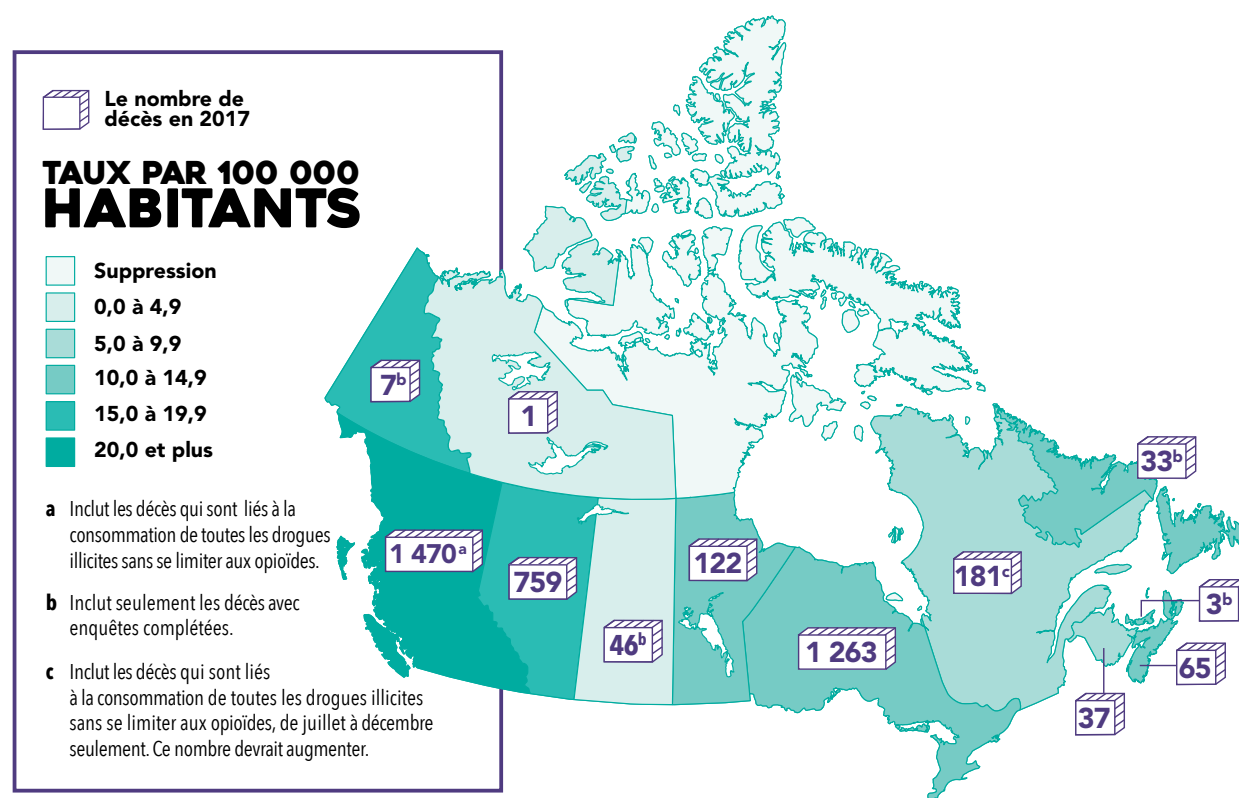 Le nombre de
décès en 2017
TAUX PAR 100 000
HABITANTS
Suppression
0,0 à 4,9
5,0 à 9,9
10,0 à 14,9
15,0 à 19,9
20,0 et plus
a Inclut les décès qui sont liés à la
consommation de toutes les drogues
illicites sans se limiter aux opioïdes.
b Inclut seulement les décès avec
enquêtes complétées.
c Inclut les décès qui sont liés
à la consommation de toutes les drogues illicites
sans se limiter aux opioïdes, de juillet à décembre
seulement. Ce nombre devrait augmenter.
7b
1
33b
1 470a
759
122
181c
3b
46b
1 263
65
37